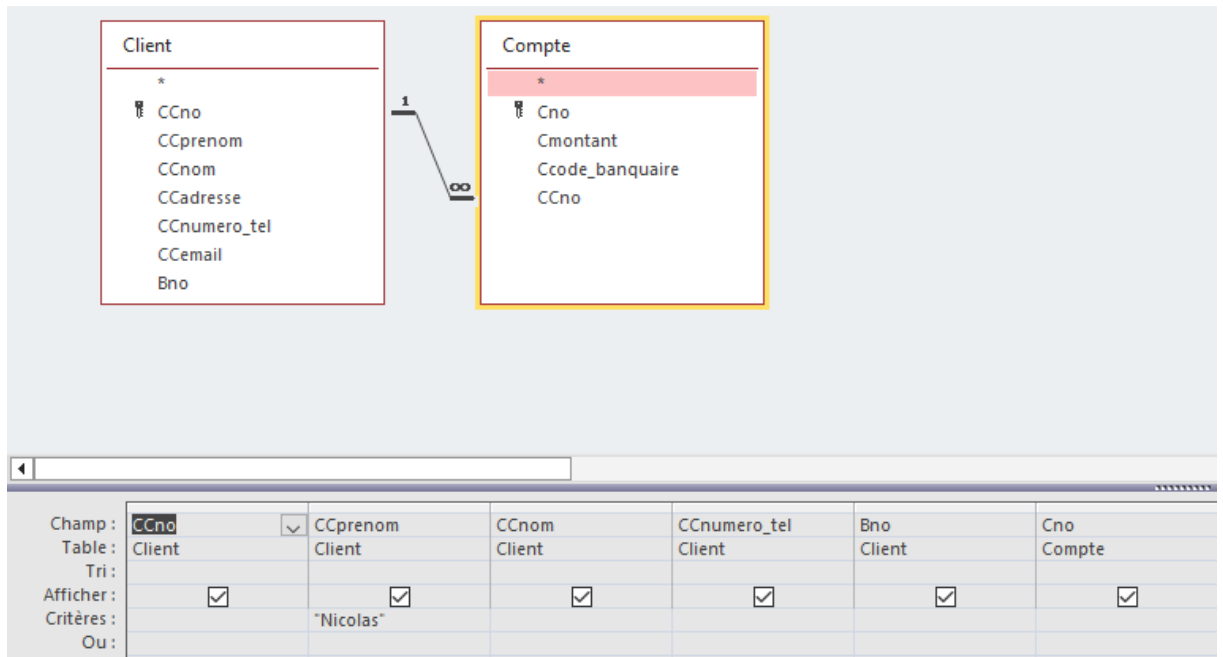 Client
*
CCno
CCprenom
CCnom
CCadresse
CCnumero_tel
CCemail
Bno
1
∞
Compte
*
Cno
Cmontant
Ccode_banquaire
CCno
Champ : CCno CCprenom CCnom CCnumero_tel Bno Cno
Table : Client Client Client Client Client Compte
Tri :
Afficher :
Critères : "Nicolas"
Ou :